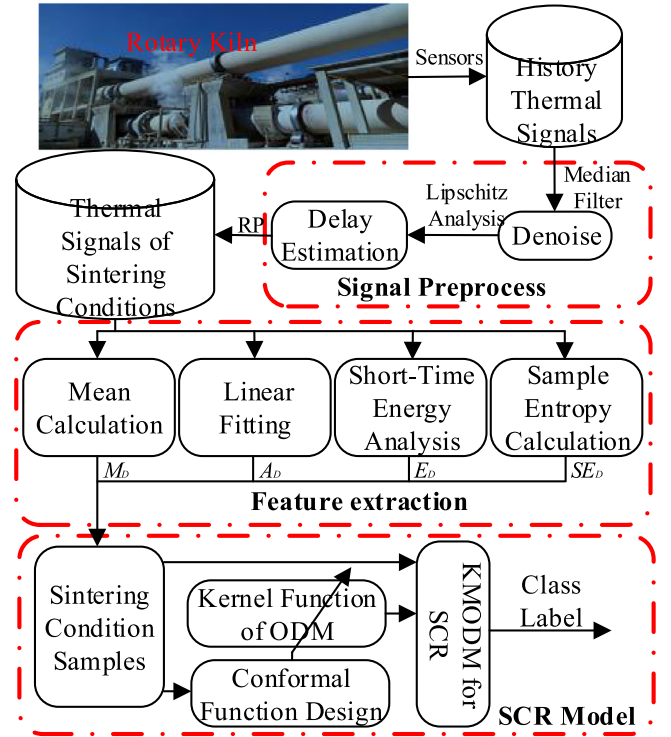 Rotary Kiln
Sensors
History
Thermal
Signals
Median
Filter
Lipschitz
Analysis
Denoise
Delay
Estimation
RP
Signal Preprocess
Thermal
Signals of
Sintering
Conditions
Mean
Calculation
Linear
Fitting
Short-Time
Energy
Analysis
Sample
Entropy
Calculation
MD
AD
ED
SED
Feature extraction
Sintering
Condition
Samples
Kernel Function
of ODM
Conformal
Function Design
KMODM for
SCR
Class
Label
SCR Model